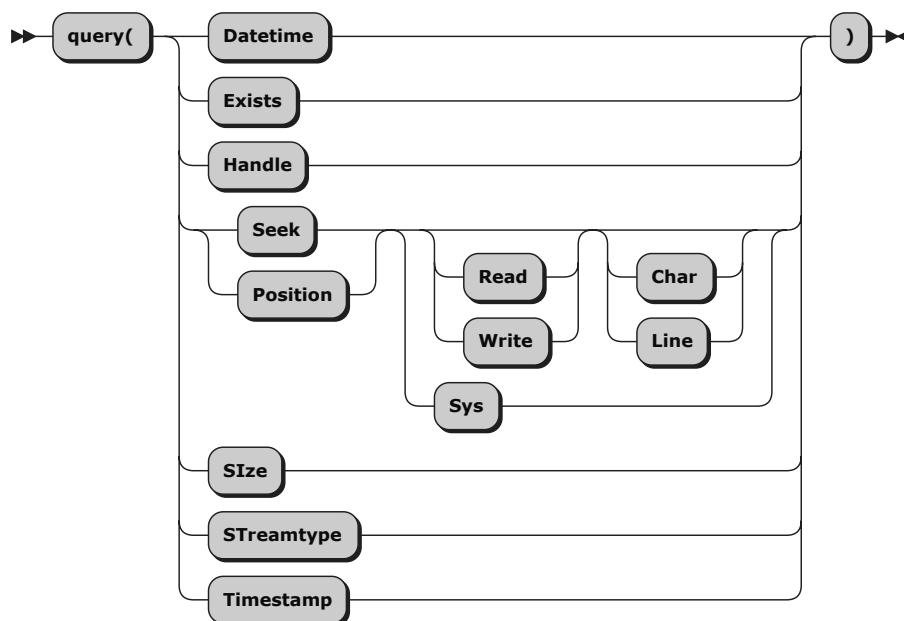 query( Datetime )
Exists
Handle
Seek
Read Char
Position
Write Line
Sys
SIze
STreamtype
Timestamp